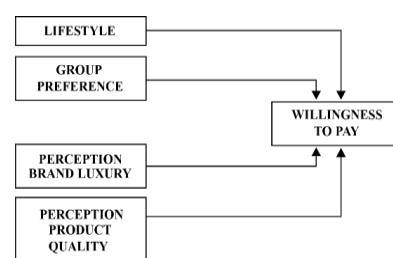 LIFESTYLE
GROUP
PREFERENCE
WILLINGNESS
TO PAY
PERCEPTION
BRAND LUXURY
PERCEPTION
PRODUCT
QUALITY